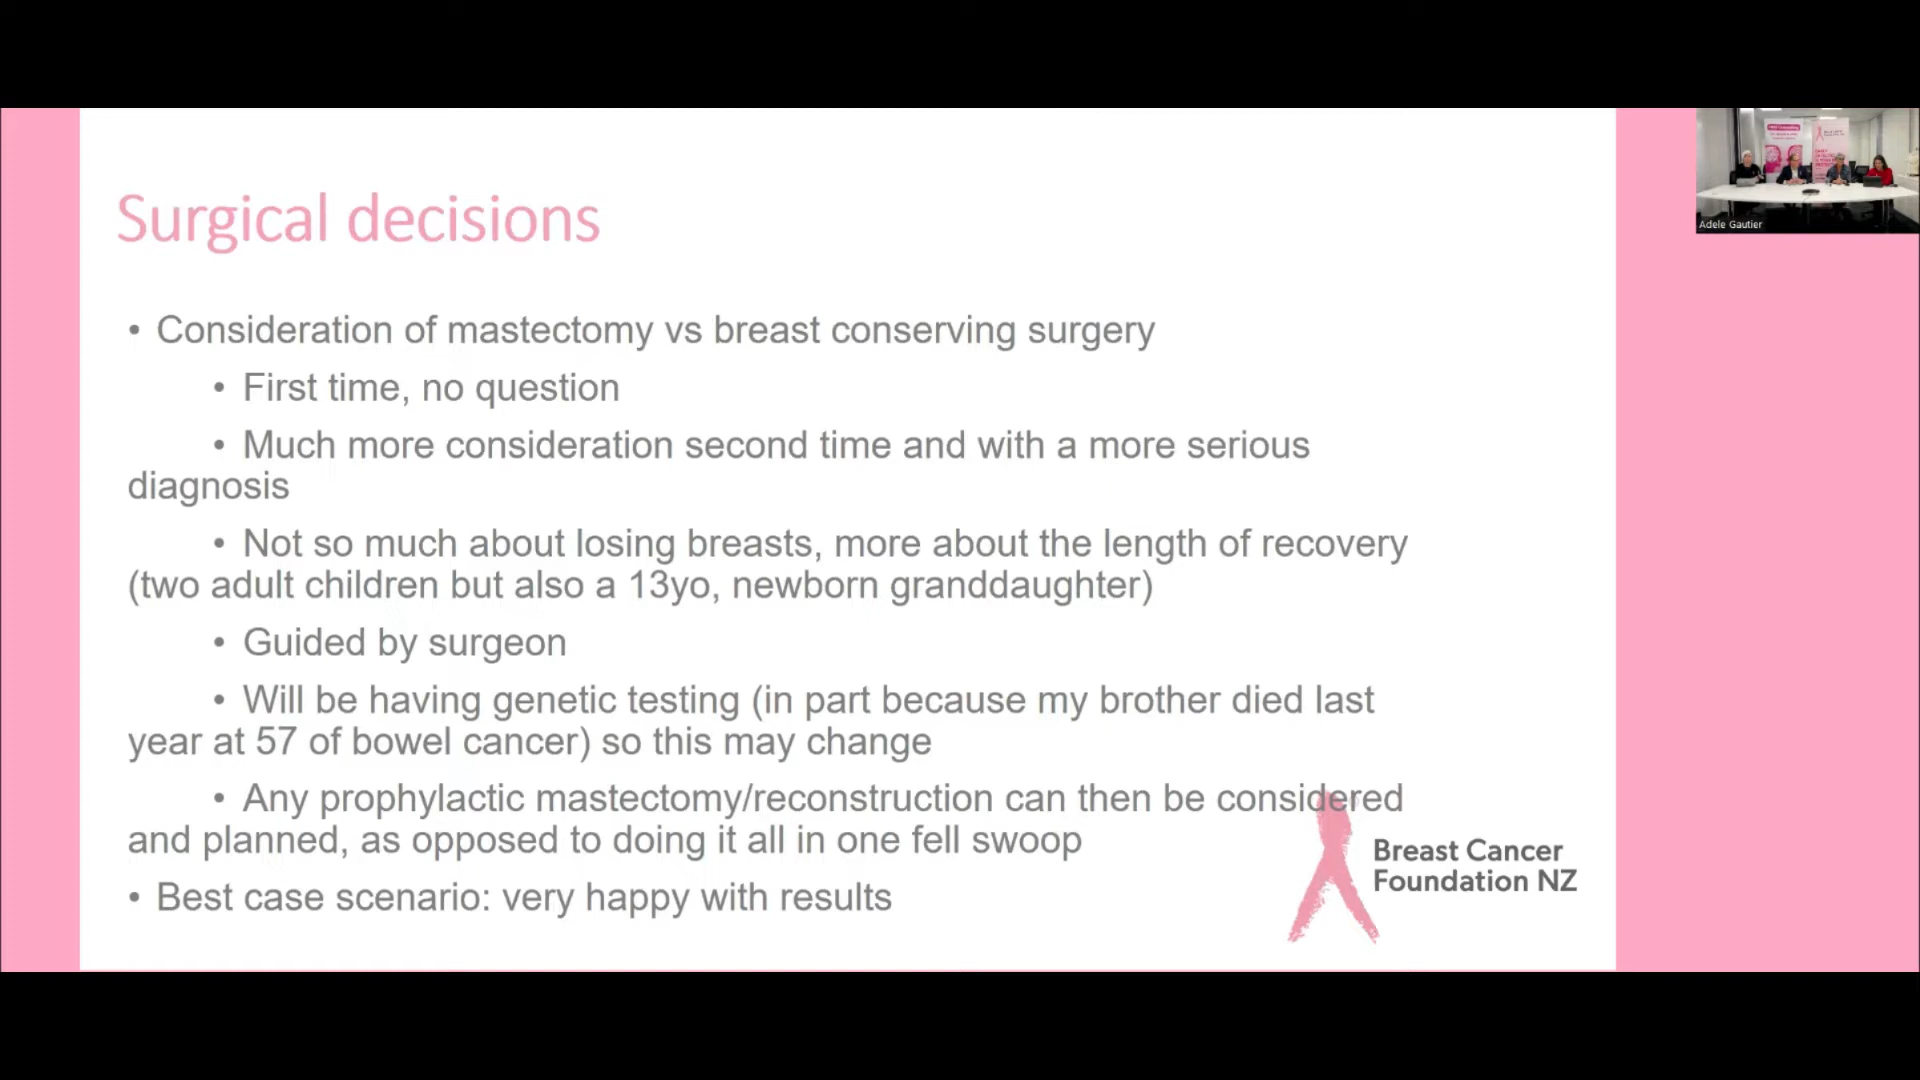 Surgical decisions
• Consideration of mastectomy vs breast conserving surgery
• First time, no question
• Much more consideration second time and with a more serious
diagnosis
• Not so much about losing breasts, more about the length of recovery
(two adult children but also a 13yo, newborn granddaughter)
• Guided by surgeon
• Will be having genetic testing (in part because my brother died last
year at 57 of bowel cancer) so this may change
• Any prophylactic mastectomy/reconstruction can then be considered
and planned, as opposed to doing it all in one fell swoop
• Best case scenario: very happy with results
Breast Cancer
Foundation NZ
Adele Gautier